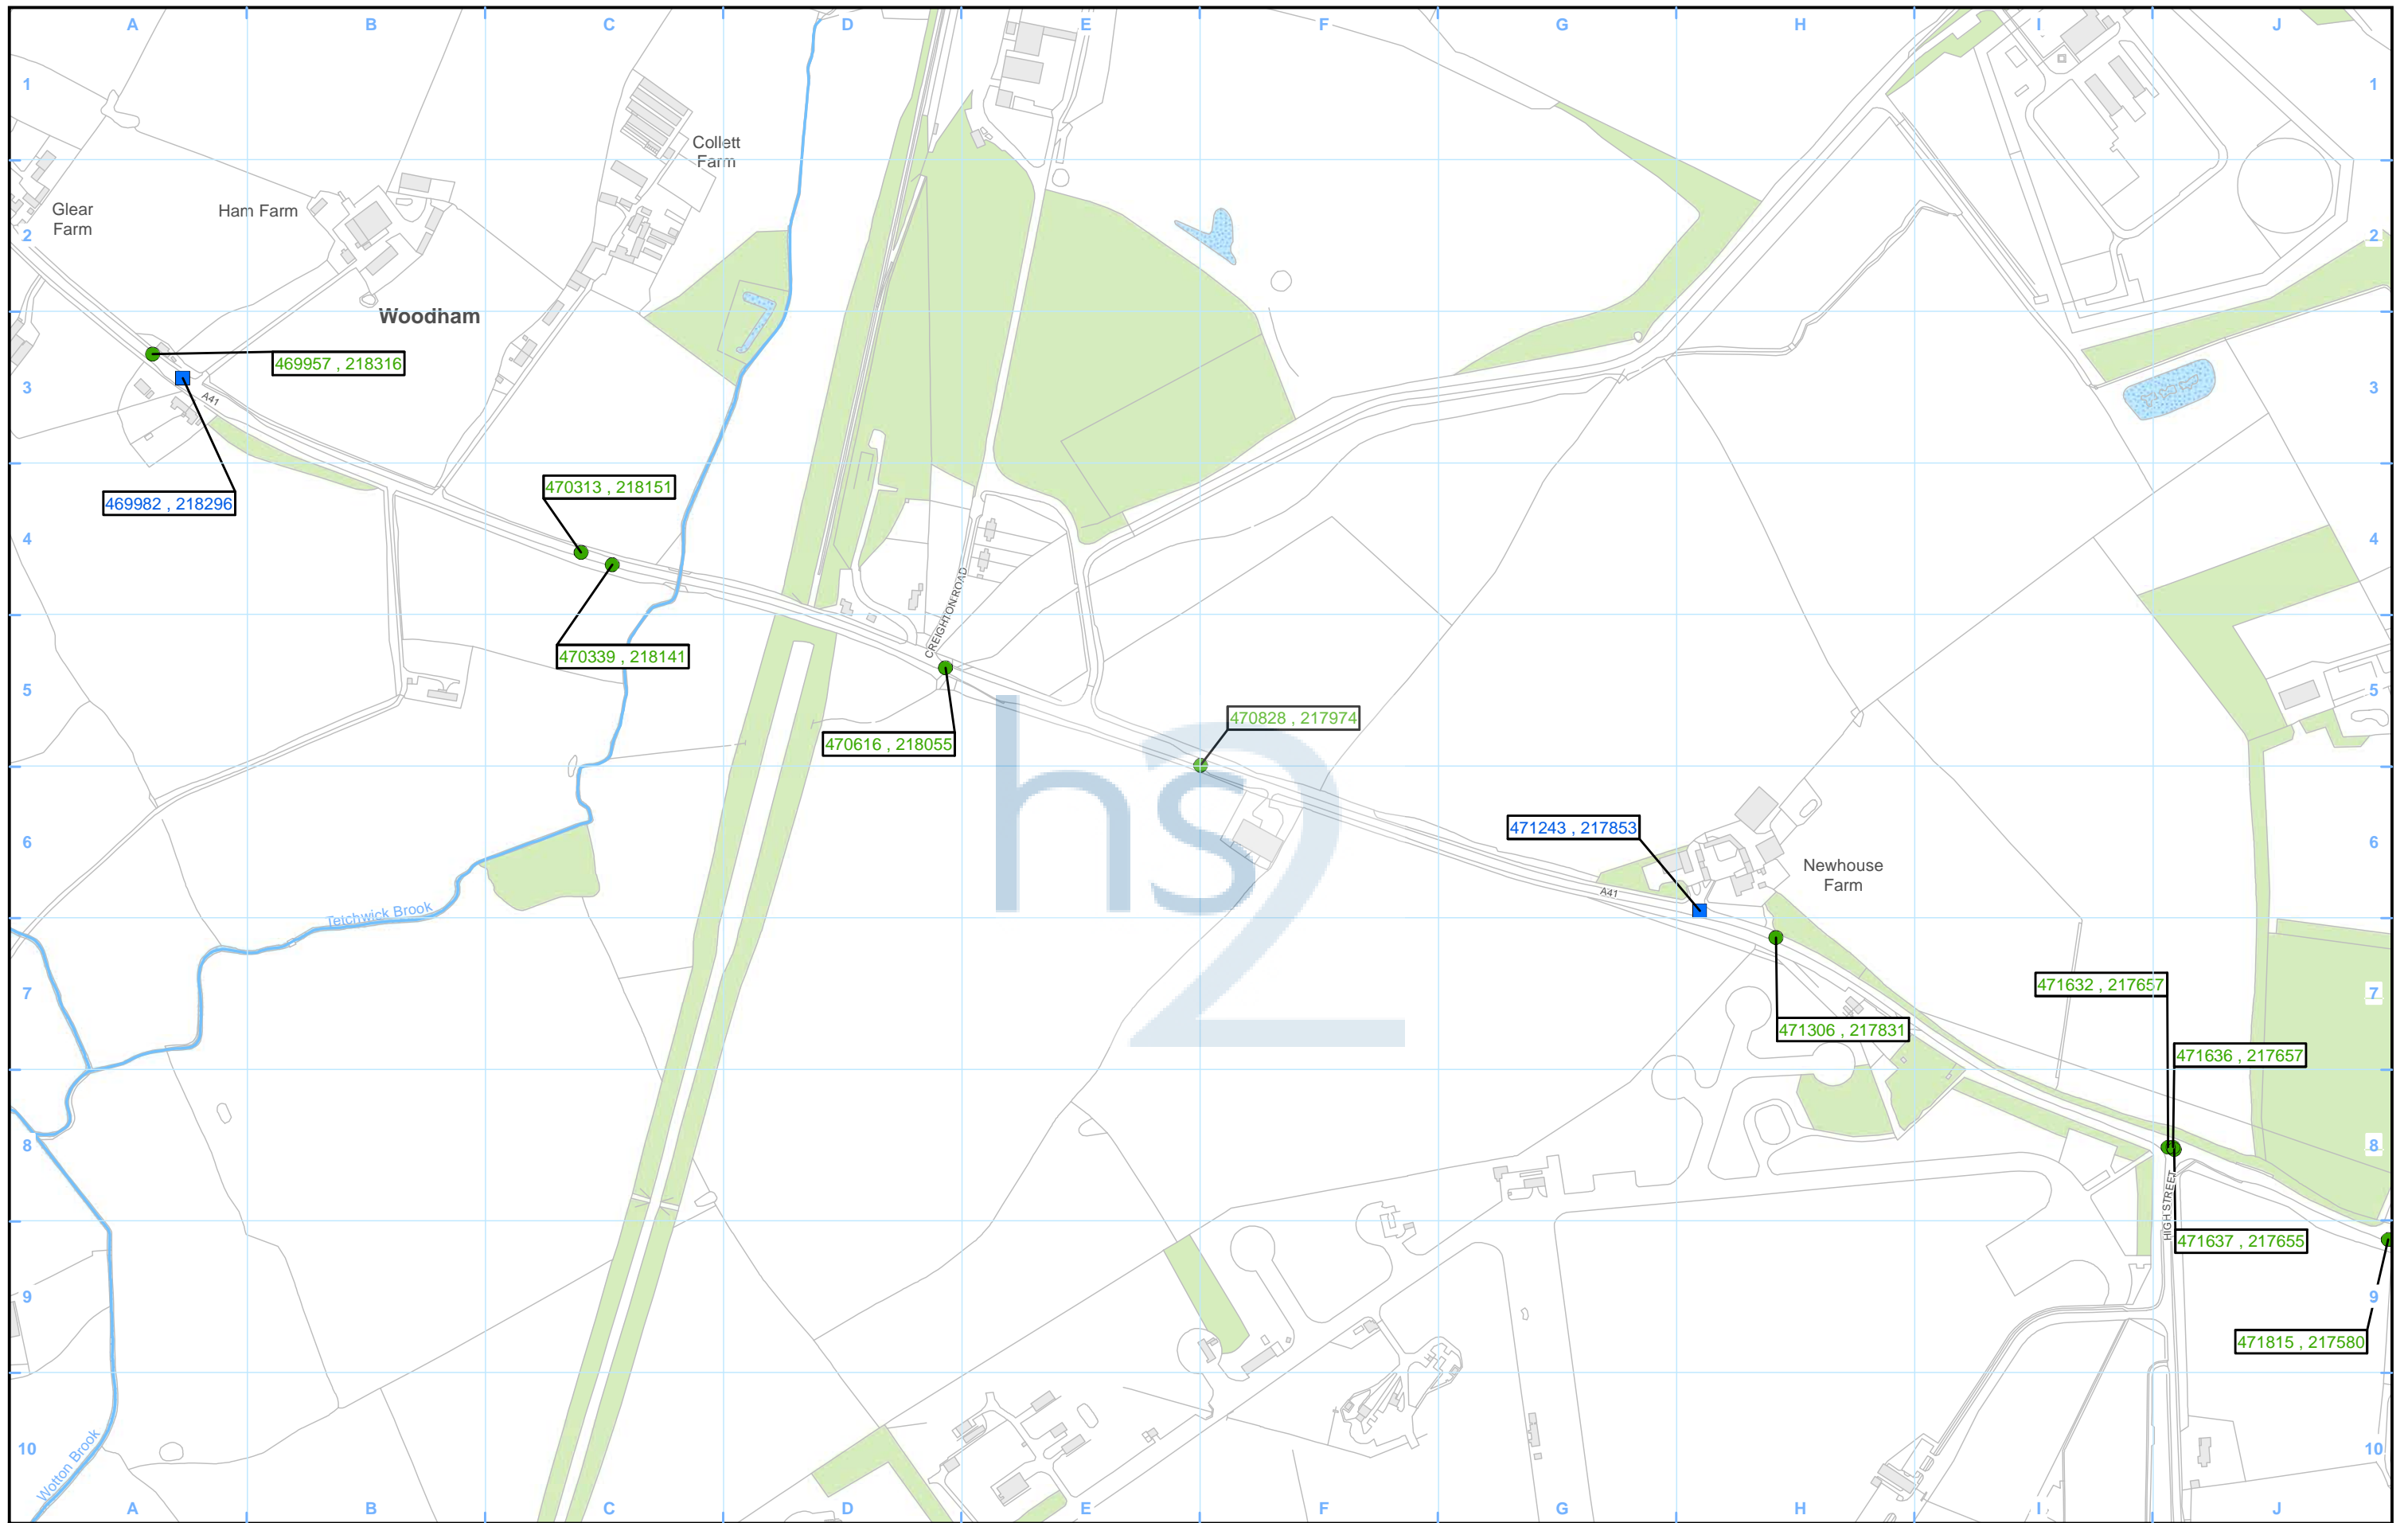 A B C D E F G H I J
1 1
Collett
Farm
Glear
Farm
Ham Farm
2 2
Woodham
469957 , 218316
3 3
A41
469982 , 218296
470313 , 218151
4 4
CREIGHTON ROAD
470339 , 218141
5 5
470616 , 218055
470828 , 217974
hs2
471243 , 217853
6 6
Newhouse
Farm
A41
Tetchwick Brook
7 7
471632 , 217657
471306 , 217831
471636 , 217657
8 8
HIGH STREET
471637 , 217655
9 9
471815 , 217580
Wotton Brook
10 10
A B C D E F G H I J